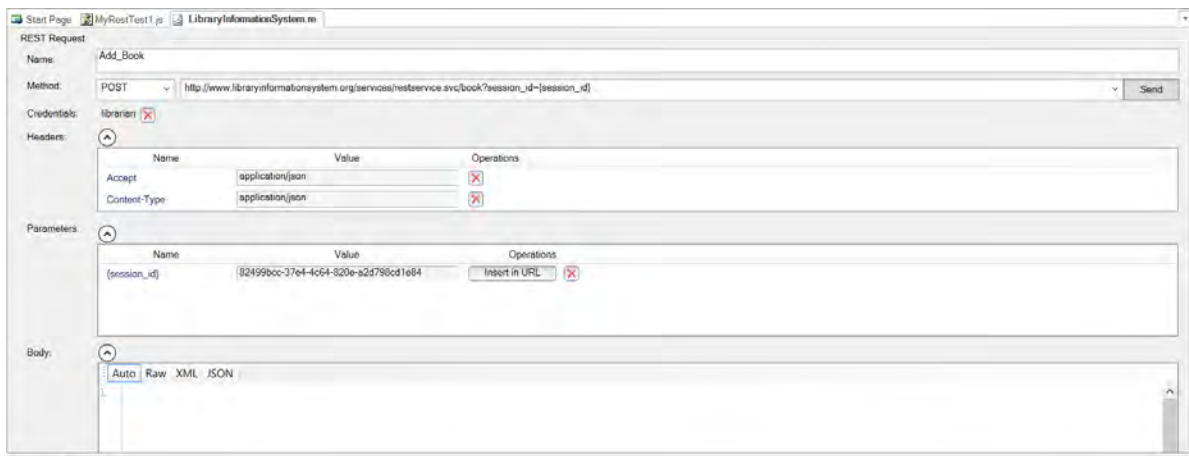 Start Page MyRestTest1.js LibraryInformationSystem.re
REST Request
Name: Add_Book
Method: POST http://www.libraryinformationsystem.org/services/restservice.svc/book?session_id={session_id} Send
Credentials: librarian
Headers:
Name Value Operations
Accept application/json
Content-Type application/json
Parameters:
Name Value Operations
{session_id} 82499bcc-37e4-4c64-820e-a2d798cd1e84 Insert in URL
Body:
Auto Raw XML JSON
1